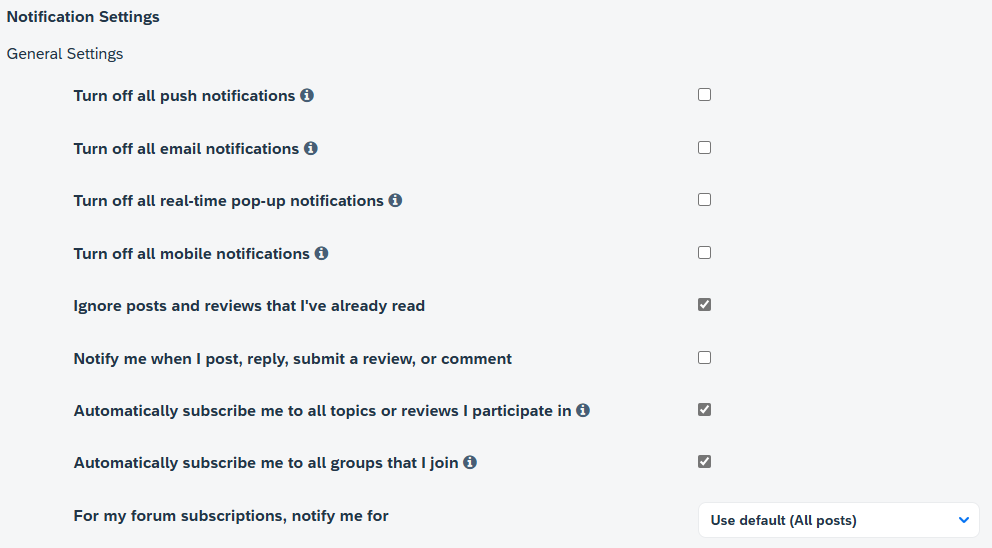 Notification Settings
General Settings
Turn off all push notifications
Turn off all email notifications
Turn off all real-time pop-up notifications
Turn off all mobile notifications
Ignore posts and reviews that I've already read
Notify me when I post, reply, submit a review, or comment
Automatically subscribe me to all topics or reviews I participate in
Automatically subscribe me to all groups that I join
For my forum subscriptions, notify me for
Use default (All posts)